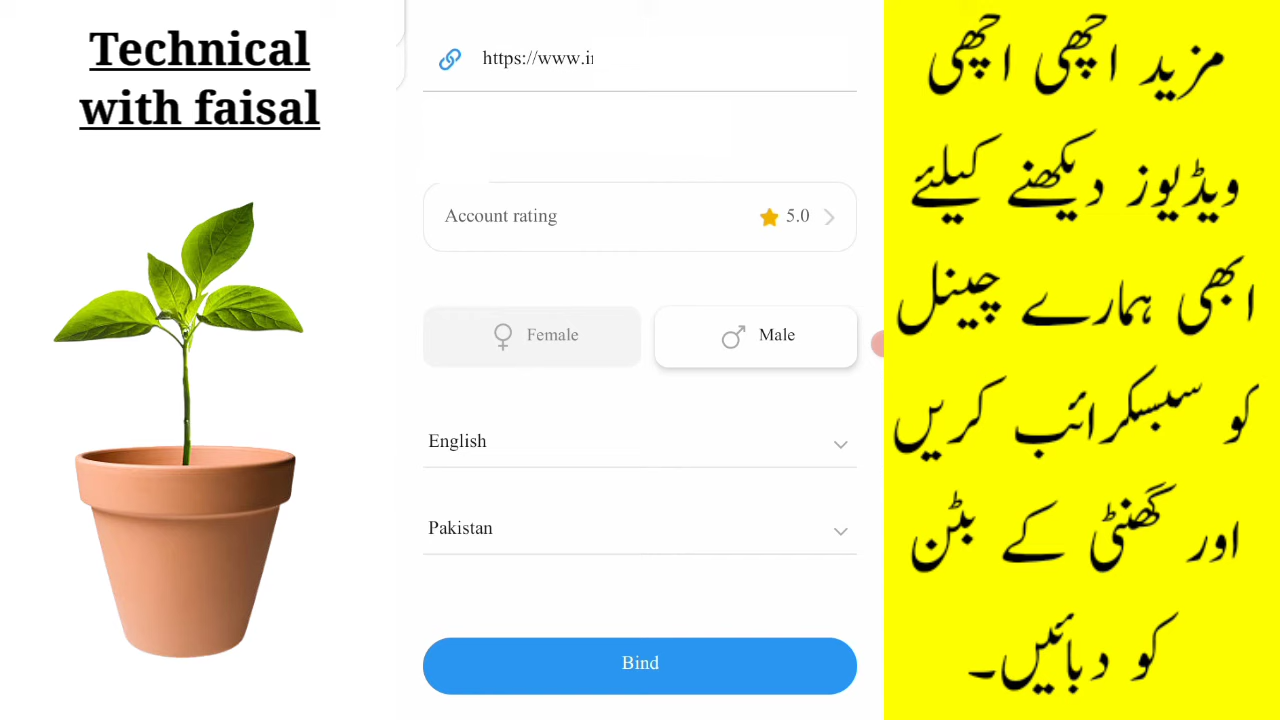 Technical
with faisal
https://www.in
Account rating
5.0
Female
Male
English
Pakistan
Bind
مزید اچھی اچھی
ویڈیوز دیکھنے کیلئے
ابھی ہمارے چینل
کو سبسکرائب کریں
اور گھنٹی کے بٹن
کو دبائیں۔